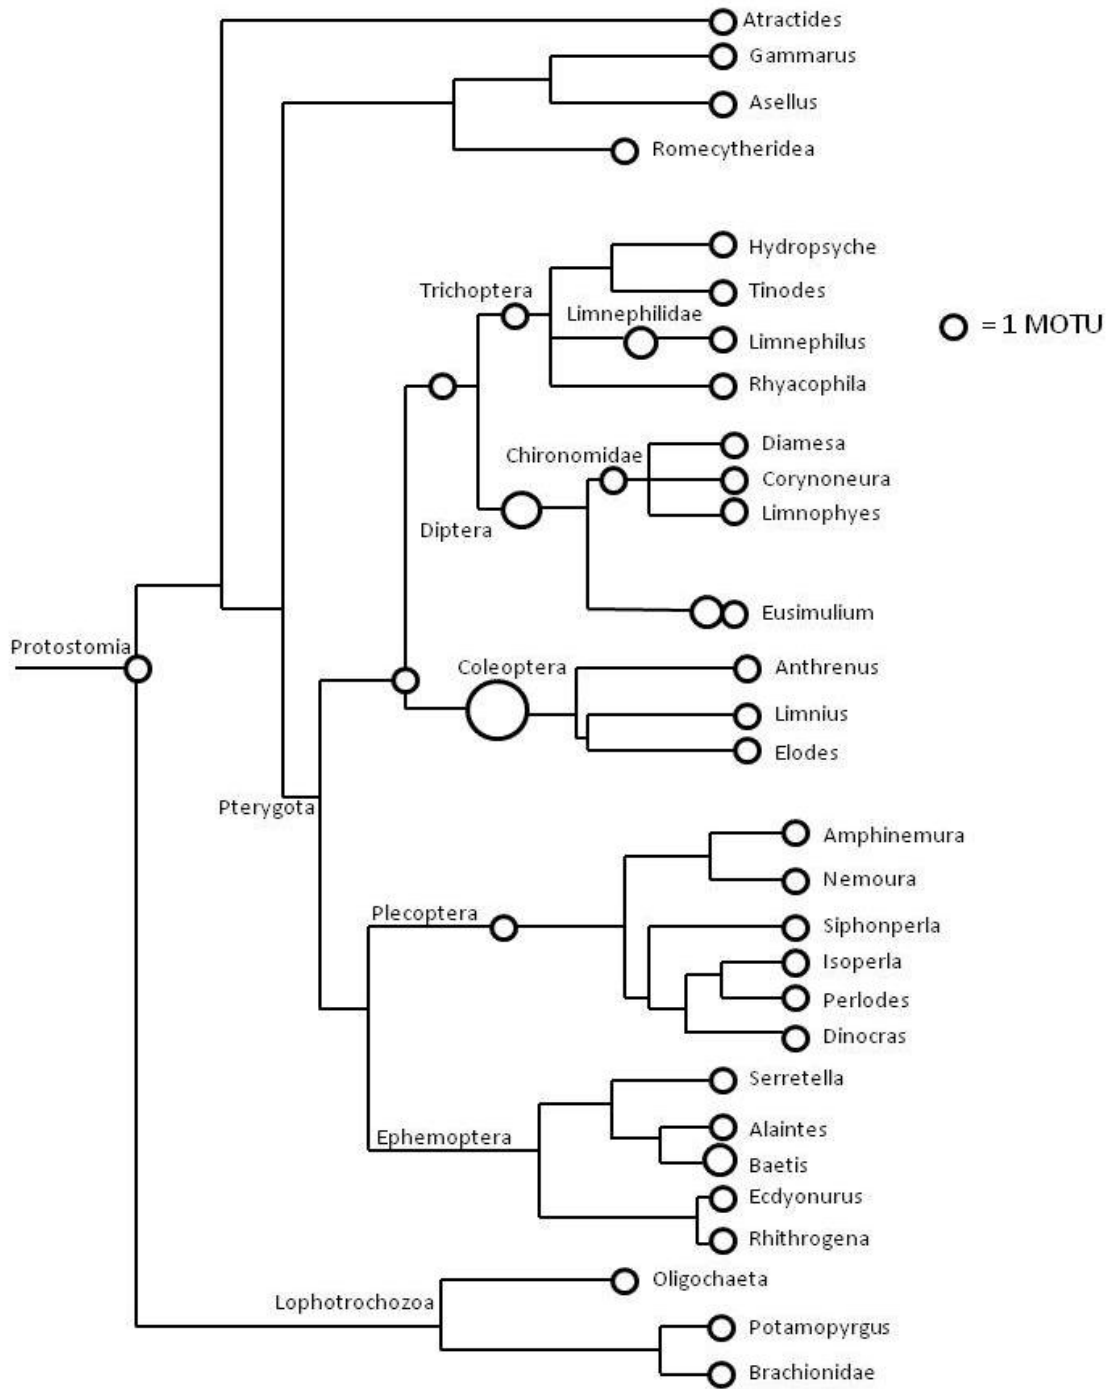 Atractides
Gammarus
Asellus
Romecytheridea
Hydropsyche
Trichoptera
Tinodes
Limnephilidae
= 1 MOTU
Limnephilus
Rhyacophila
Diamesa
Chironomidae
Corynoneura
Limnophyes
Diptera
Eusimulium
Protostomia
Coleoptera
Anthrenus
Limnius
Elodes
Pterygota
Amphinemura
Nemoura
Plecoptera
Siphonperla
Isoperla
Perlodes
Dinocras
Serretella
Alaintes
Ephemoptera
Baetis
Ecdyonurus
Rhithrogena
Oligochaeta
Lophotrochozoa
Potamopyrgus
Brachionidae